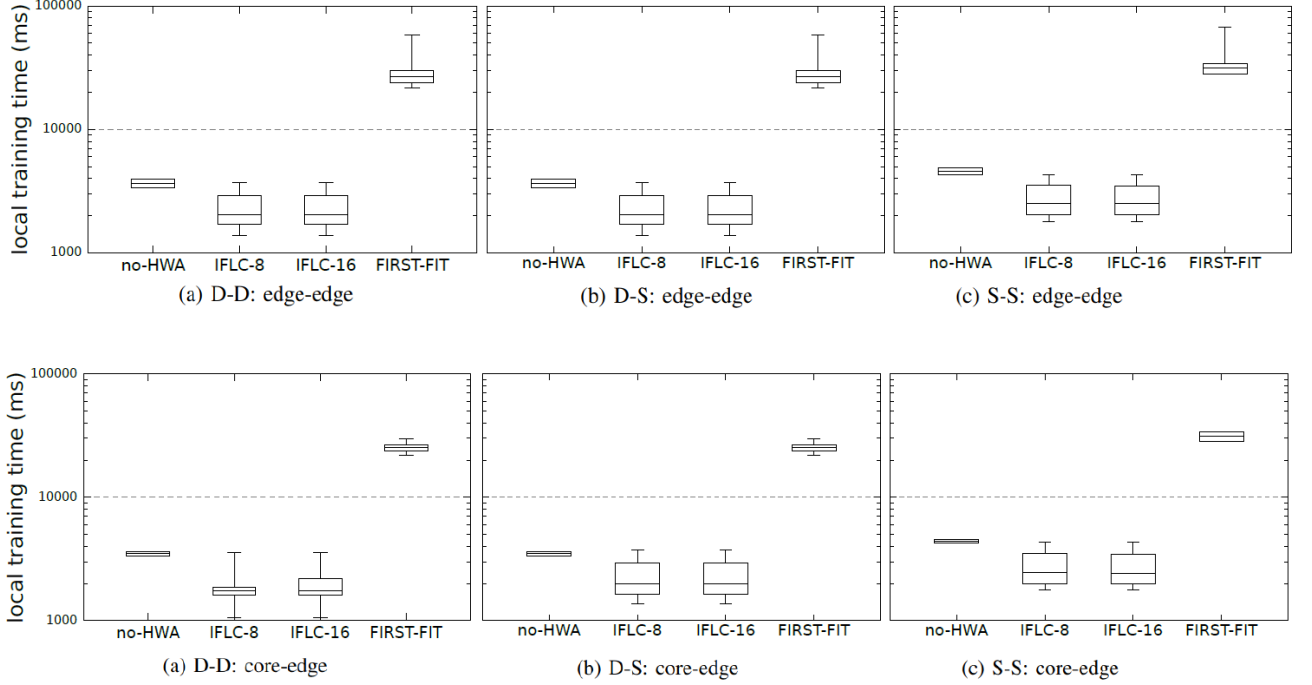 local training time (ms)
100000
10000
1000
no-HWA IFLC-8 IFLC-16 FIRST-FIT
no-HWA IFLC-8 IFLC-16 FIRST-FIT
no-HWA IFLC-8 IFLC-16 FIRST-FIT
(a) D-D: edge-edge
(b) D-S: edge-edge
(c) S-S: edge-edge
local training time (ms)
100000
10000
1000
no-HWA IFLC-8 IFLC-16 FIRST-FIT
no-HWA IFLC-8 IFLC-16 FIRST-FIT
no-HWA IFLC-8 IFLC-16 FIRST-FIT
(a) D-D: core-edge
(b) D-S: core-edge
(c) S-S: core-edge